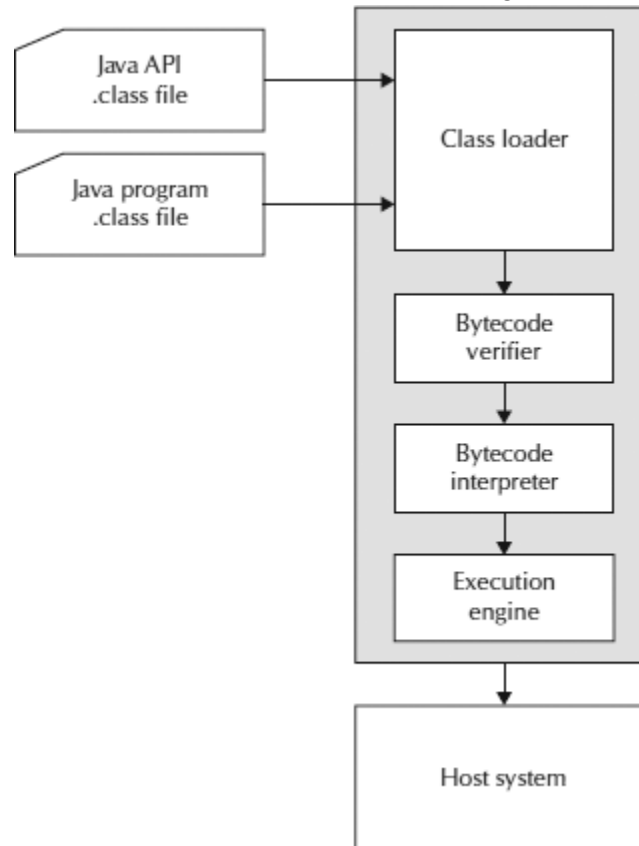 Java API
.class file
Java program
.class file
Class loader
Bytecode
verifier
Bytecode
interpreter
Execution
engine
Host system